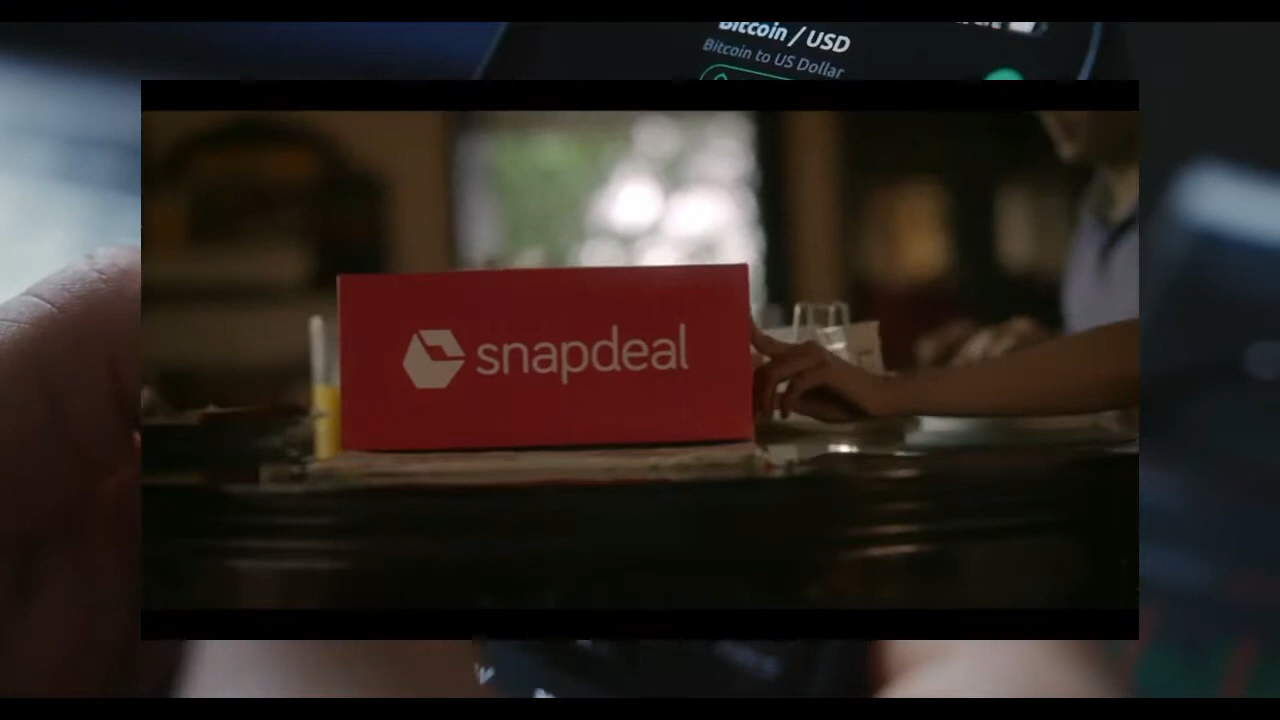 Bitcoin / USD
Bitcoin to US Dollar
snapdeal